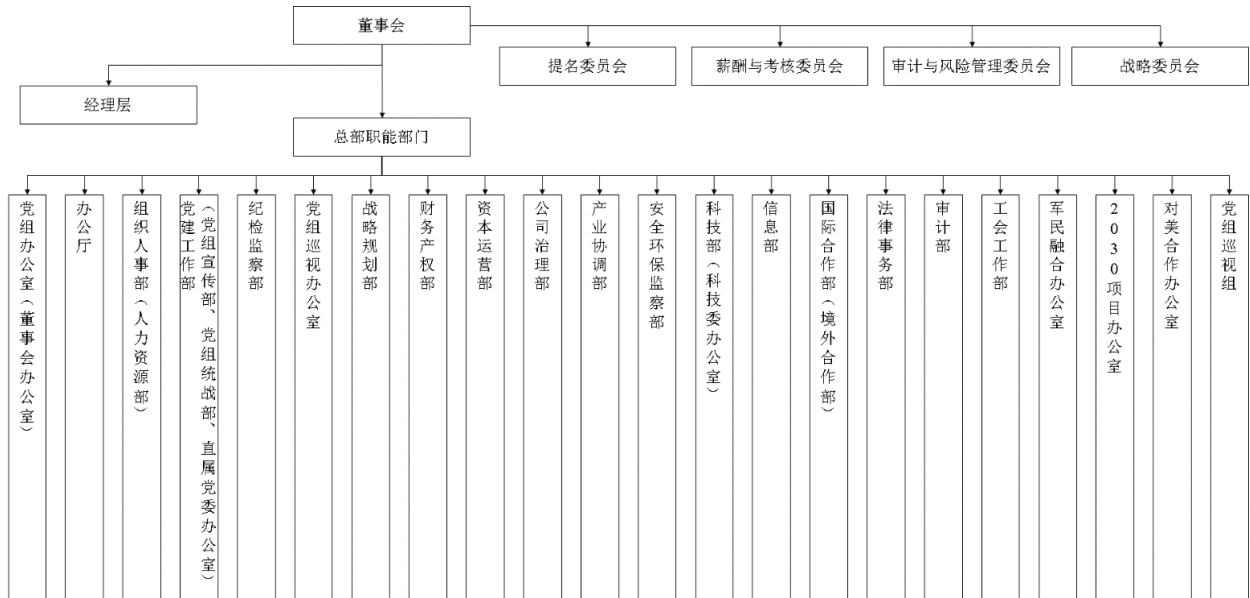 董事会
提名委员会
薪酬与考核委员会
审计与风险管理委员会
战略委员会
经理层
总部职能部门
党组办公室（董事会办公室）
办公厅
组织人事部（人力资源部）
党建工作部
（党组宣传部、党组统战部、直属党委办公室）
纪检监察部
党组巡视办公室
战略规划部
财务产权部
资本运营部
公司治理部
产业协调部
安全环保监察部
科技部（科技委办公室）
信息部
国际合作部（境外合作部）
法律事务部
审计部
工会工作部
军民融合办公室
2030项目办公室
对美合作办公室
党组巡视组